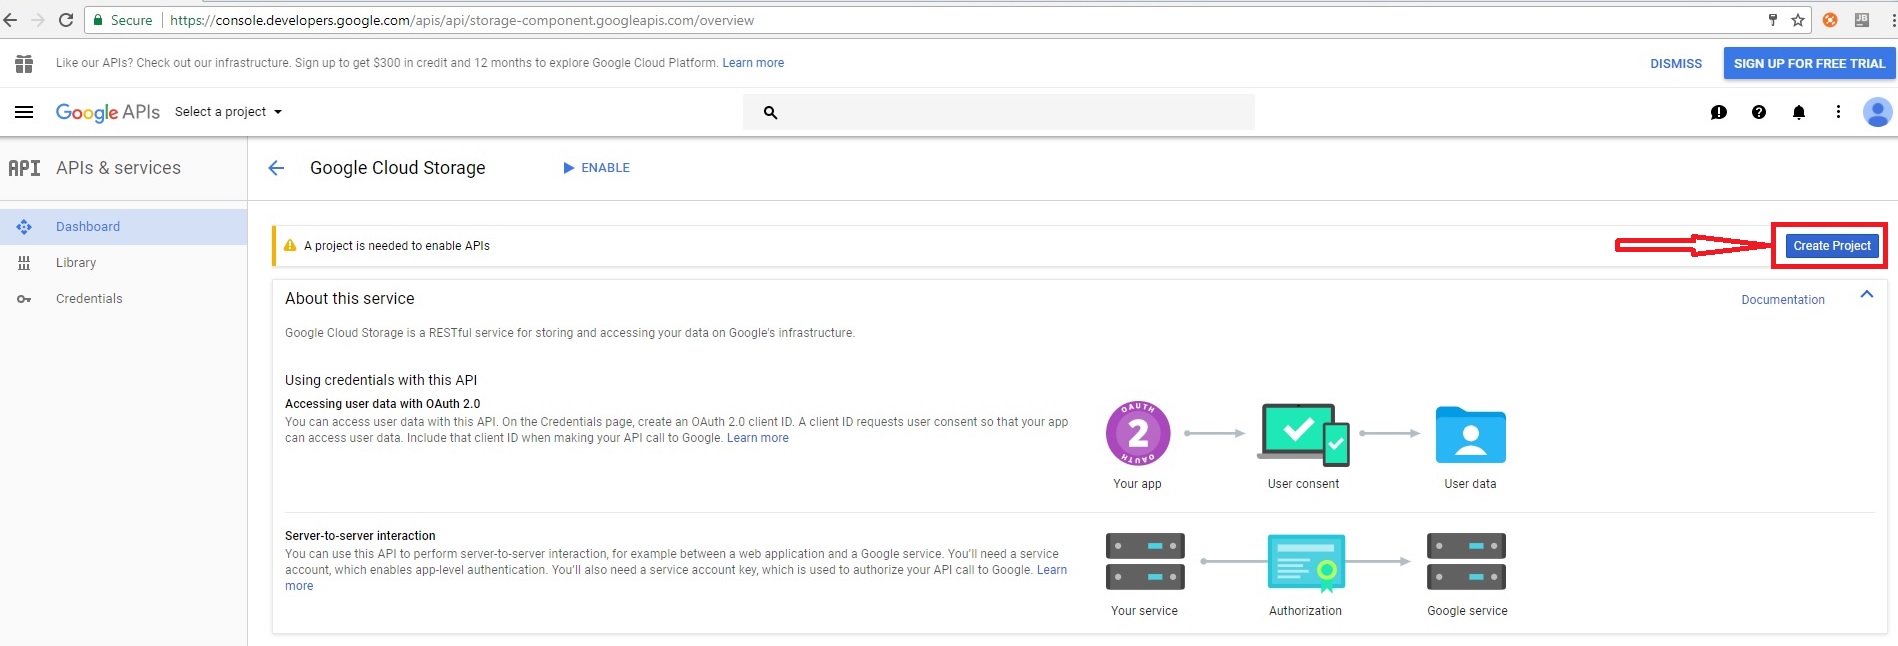 Secure https://console.developers.google.com/apis/api/storage-component.googleapis.com/overview
JB
Like our APIs? Check out our infrastructure. Sign up to get $300 in credit and 12 months to explore Google Cloud Platform. Learn more DISMISS SIGN UP FOR FREE TRIAL
Google APIs Select a project
API APIs & services
Google Cloud Storage ENABLE
Dashboard
Library
Credentials
A project is needed to enable APIs Create Project
About this service Documentation
Google Cloud Storage is a RESTful service for storing and accessing your data on Google's infrastructure.
Using credentials with this API
Accessing user data with OAuth 2.0
You can access user data with this API. On the Credentials page, create an OAuth 2.0 client ID. A client ID requests user consent so that your app
can access user data. Include that client ID when making your API call to Google. Learn more
OAUTH
2
OAUTH
Your app User consent User data
Server-to-server interaction
You can use this API to perform server-to-server interaction, for example between a web application and a Google service. You'll need a service
account, which enables app-level authentication. You'll also need a service account key, which is used to authorize your API call to Google. Learn
more
Your service Authorization Google service